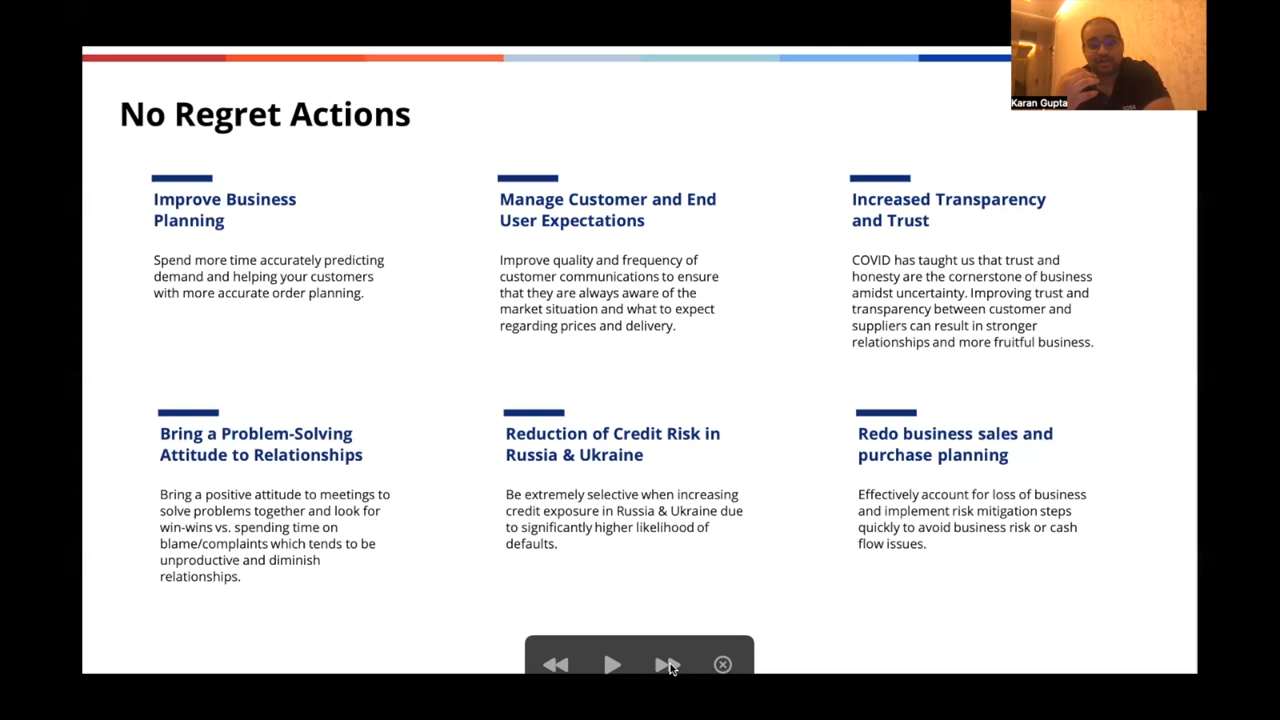 No Regret Actions
Karan Gupta
Improve Business
Planning
Spend more time accurately predicting
demand and helping your customers
with more accurate order planning.
Manage Customer and End
User Expectations
Improve quality and frequency of
customer communications to ensure
that they are always aware of the
market situation and what to expect
regarding prices and delivery.
Increased Transparency
and Trust
COVID has taught us that trust and
honesty are the cornerstone of business
amidst uncertainty. Improving trust and
transparency between customer and
suppliers can result in stronger
relationships and more fruitful business.
Bring a Problem-Solving
Attitude to Relationships
Bring a positive attitude to meetings to
solve problems together and look for
win-wins vs. spending time on
blame/complaints which tends to be
unproductive and diminish
relationships.
Reduction of Credit Risk in
Russia & Ukraine
Be extremely selective when increasing
credit exposure in Russia & Ukraine due
to significantly higher likelihood of
defaults.
Redo business sales and
purchase planning
Effectively account for loss of business
and implement risk mitigation steps
quickly to avoid business risk or cash
flow issues.